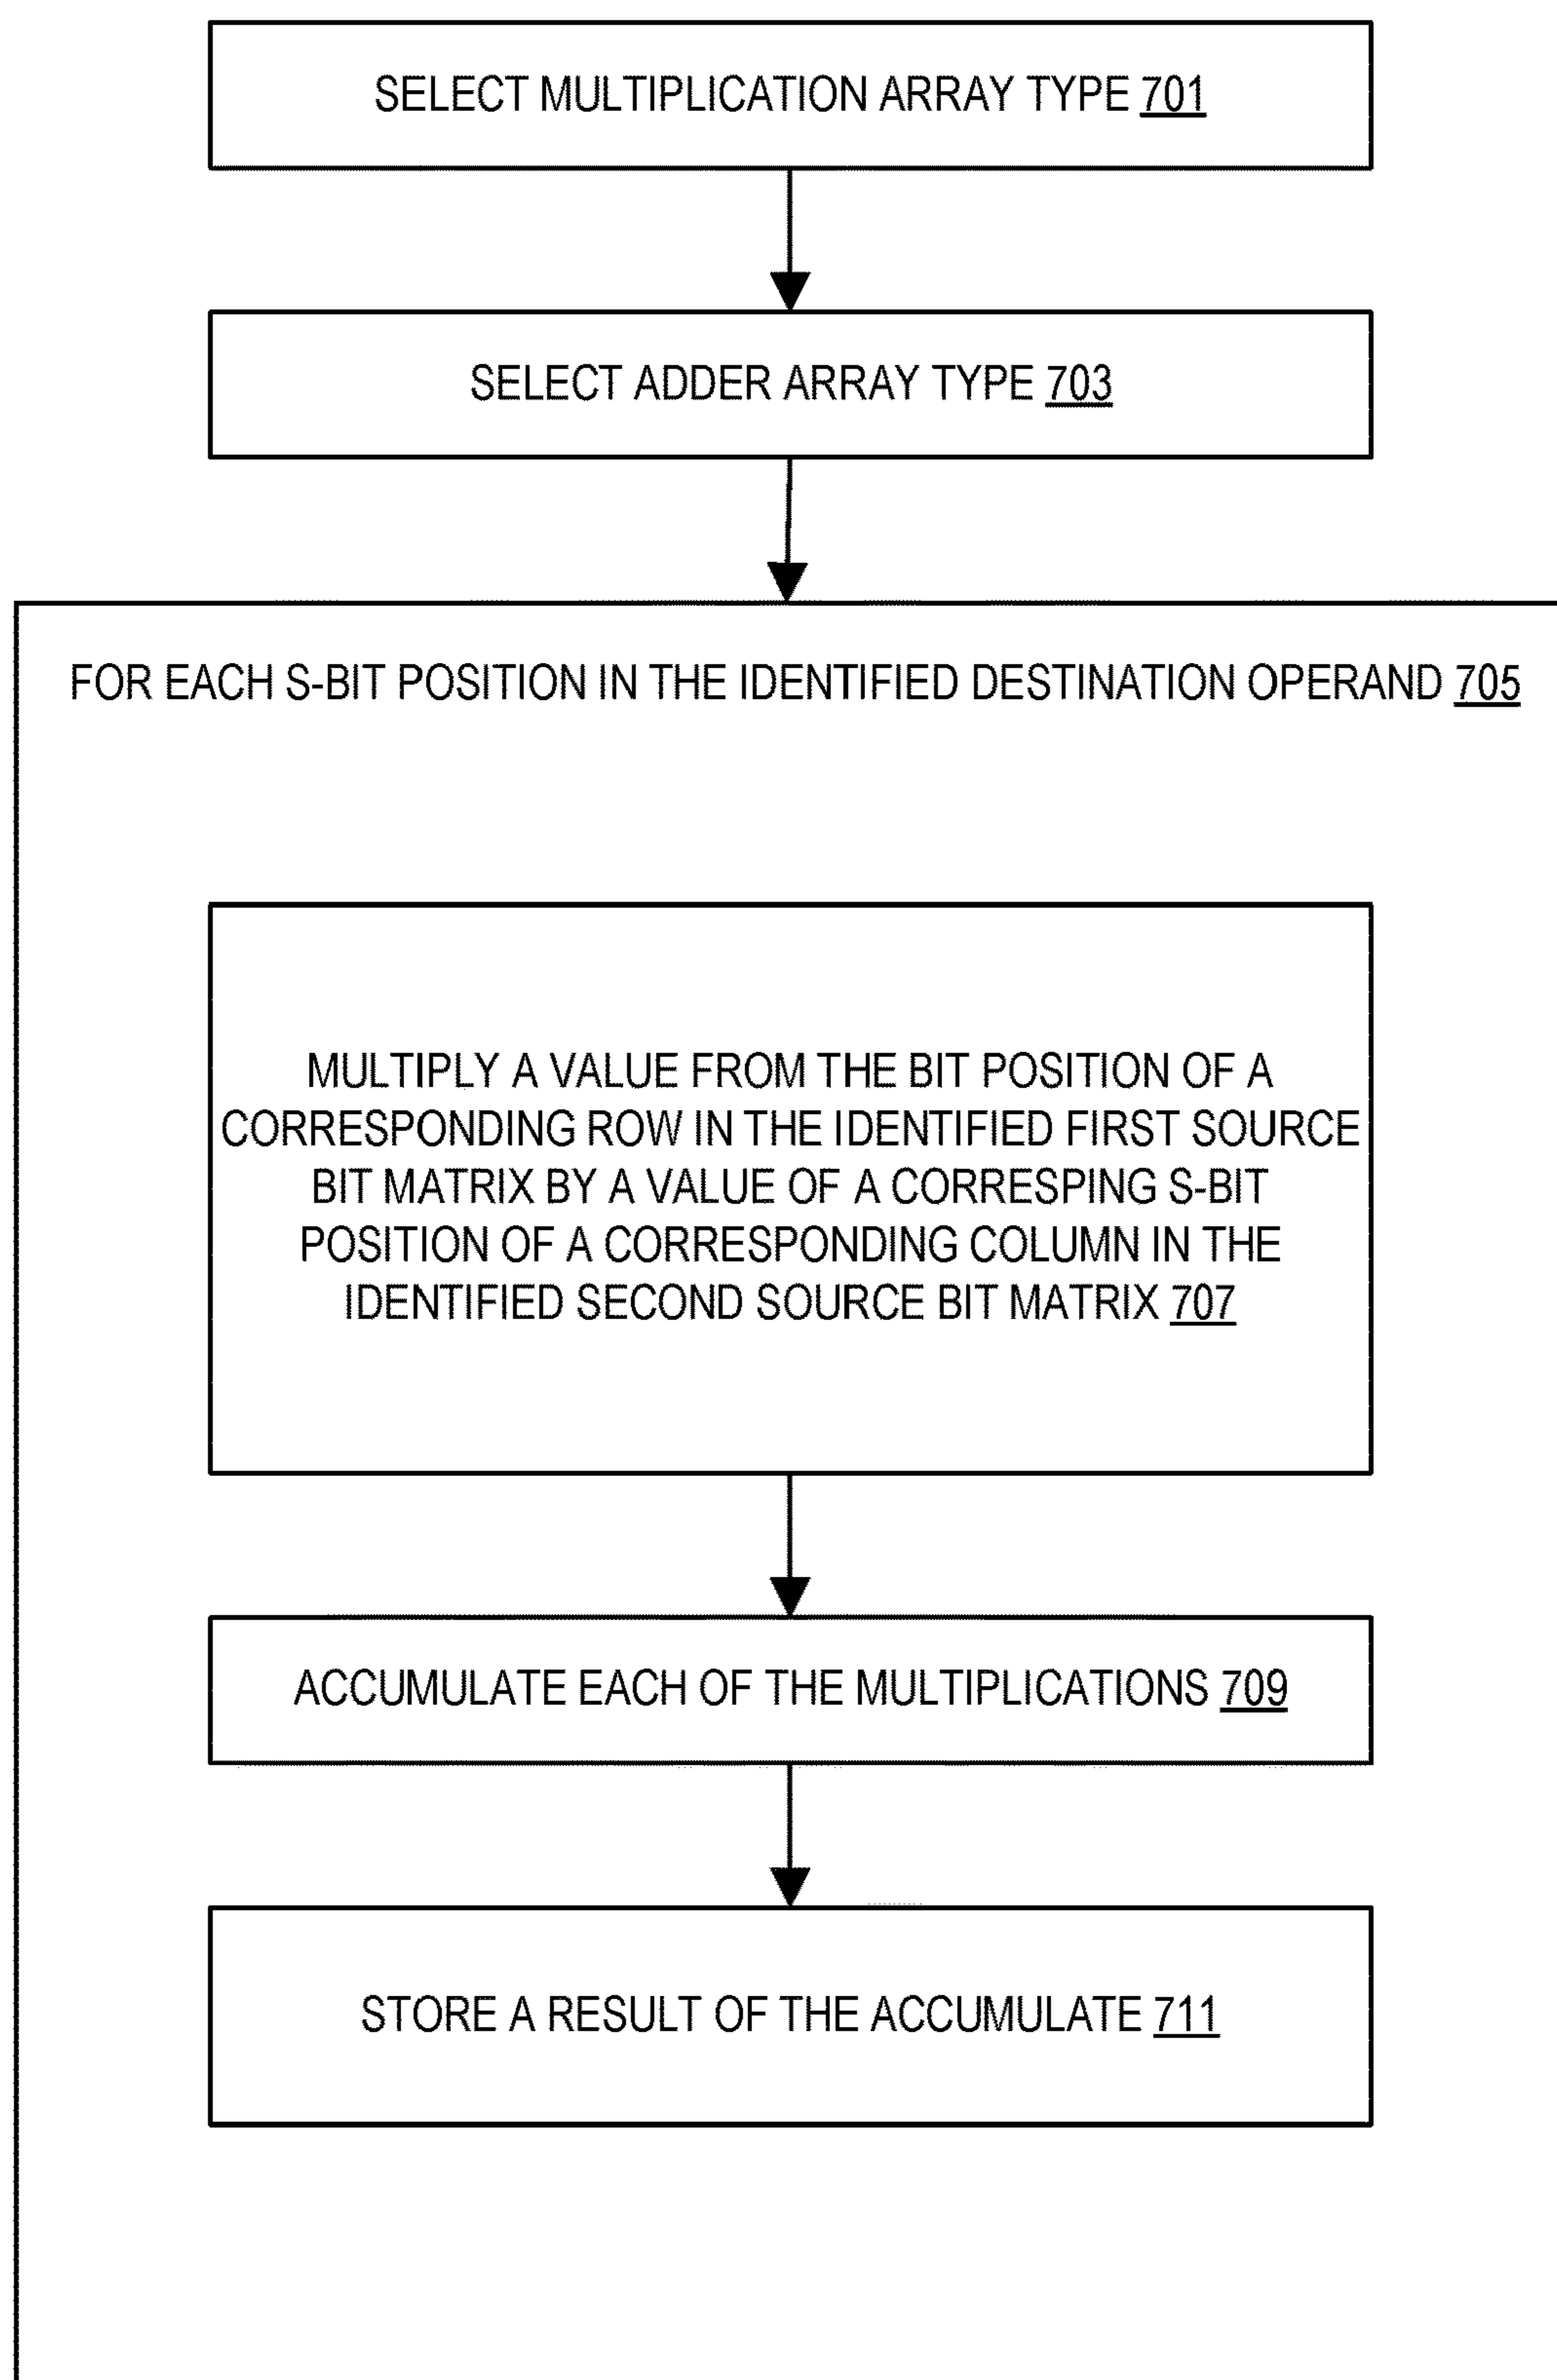 SELECT MULTIPLICATION ARRAY TYPE 701
SELECT ADDER ARRAY TYPE 703
FOR EACH S-BIT POSITION IN THE IDENTIFIED DESTINATION OPERAND 705
MULTIPLY A VALUE FROM THE BIT POSITION OF A
CORRESPONDING ROW IN THE IDENTIFIED FIRST SOURCE
BIT MATRIX BY A VALUE OF A CORRESPING S-BIT
POSITION OF A CORRESPONDING COLUMN IN THE
IDENTIFIED SECOND SOURCE BIT MATRIX 707
ACCUMULATE EACH OF THE MULTIPLICATIONS 709
STORE A RESULT OF THE ACCUMULATE 711